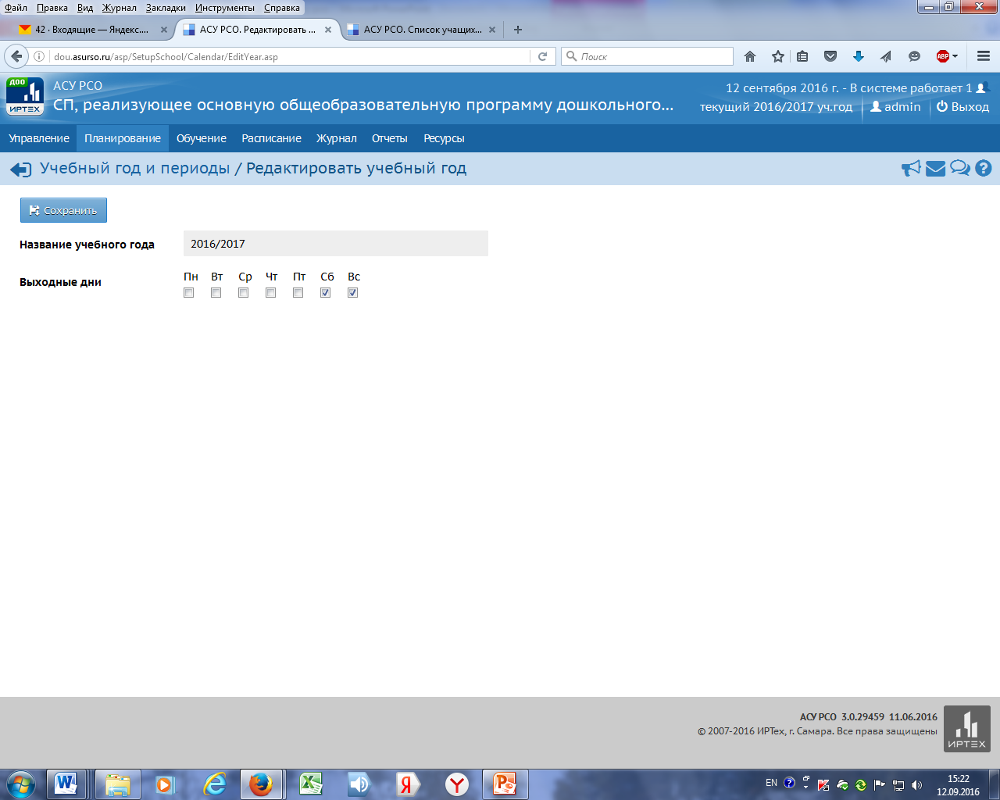 Файл Правка Вид Журнал Закладки Инструменты Справка
42 · Входящие — Яндекс....
АСУ РСО. Редактировать ...
АСУ РСО. Список учащих...
dou.asurso.ru/asp/SetupSchool/Calendar/EditYear.asp
Поиск
ABP
ДОО
ИРТЕХ
АСУ РСО
СП, реализующее основную общеобразовательную программу дошкольного...
12 сентября 2016 г. - В системе работает 1
текущий 2016/2017 уч.год
admin
Выход
Управление Планирование Обучение Расписание Журнал Отчеты Ресурсы
Учебный год и периоды / Редактировать учебный год
Сохранить
Название учебного года 2016/2017
Выходные дни Пн Вт Ср Чт Пт Сб Вс
АСУ РСО 3.0.29459 11.06.2016
© 2007-2016 ИРТех, г. Самара. Все права защищены
ИРТЕХ
EN
15:22
12.09.2016